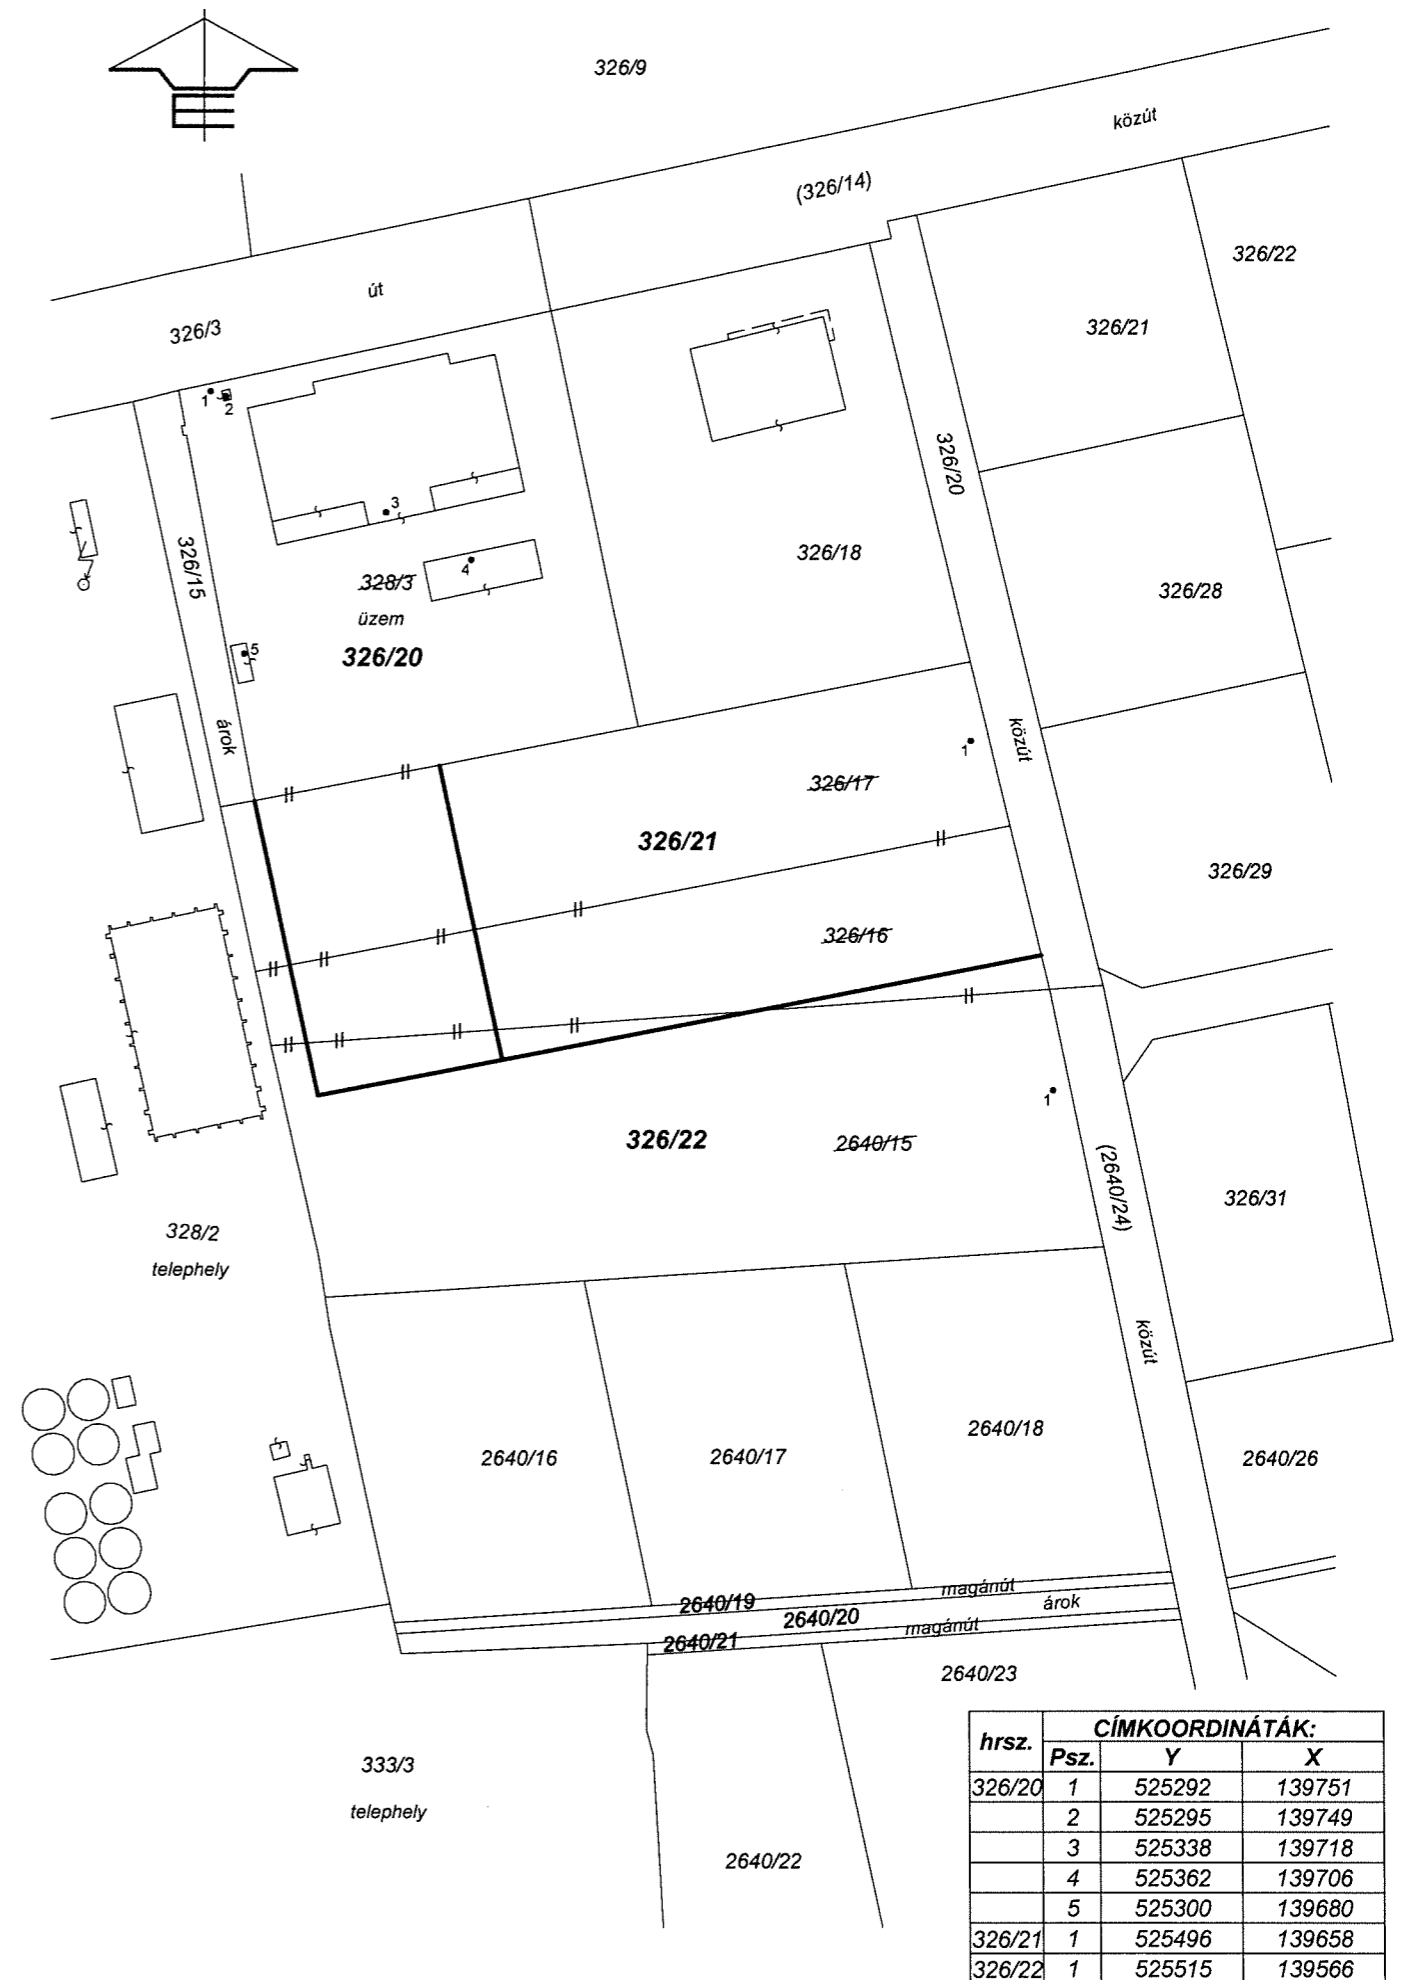 326/9
közút
(326/14)
326/22
út
326/3
326/21
1
2
326/20
3
326/15
4
328/3
326/18
üzem
326/28
5
326/20
árok
közút
1
326/17
326/21
326/29
326/16
1
326/22
2640/15
(2640/24)
326/31
328/2
telephely
közút
2640/16
2640/17
2640/18
2640/26
magánút
2640/19
2640/20
árok
2640/21
magánút
2640/23
333/3
telephely
2640/22
hrsz. CÍMKOORDINÁTÁK:
Psz. Y X
326/20 1 525292 139751
2 525295 139749
3 525338 139718
4 525362 139706
5 525300 139680
326/21 1 525496 139658
326/22 1 525515 139566